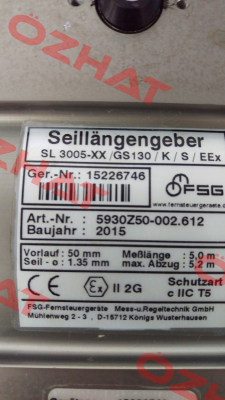 ÖZHAT
Seillängengeber
SL 3005-XX /GS130 / K / S / EEx
Ger.-Nr.: 15226746
FSG
www.fernsteuergeraete.de
Art.-Nr. : 5930Z50-002.612
Baujahr : 2015
Vorlauf : 50 mm Meßlänge : 5,0 m
Seil - ø : 1.35 mm max. Abzug : 5,2 m
CE Ex II 2G Schutzart
c IIC T5
FSG-Fernsteuergeräte Mess-u.Regeltechnik GmbH
Mühlenweg 2 - 3 . D-15712 Königs Wusterhausen